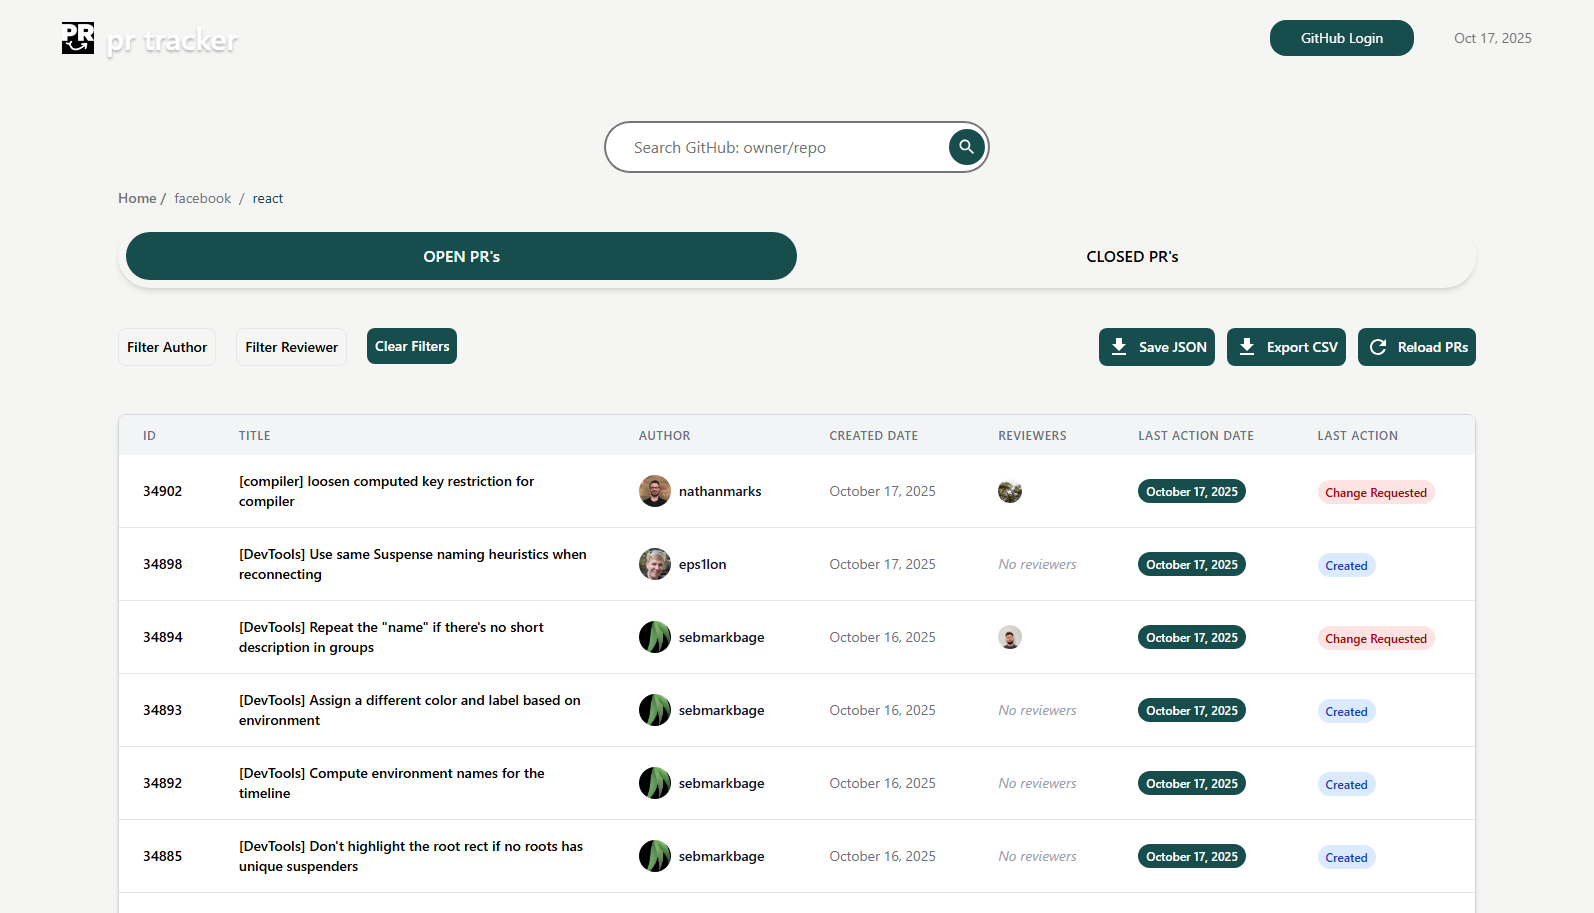 PR pr tracker
GitHub Login
Oct 17, 2025
Search GitHub: owner/repo
Home / facebook / react
OPEN PR's
CLOSED PR's
Filter Author
Filter Reviewer
Clear Filters
Save JSON
Export CSV
Reload PRs
ID TITLE AUTHOR CREATED DATE REVIEWERS LAST ACTION DATE LAST ACTION
34902 [compiler] loosen computed key restriction for
compiler
nathanmarks October 17, 2025 October 17, 2025 Change Requested
34898 [DevTools] Use same Suspense naming heuristics when
reconnecting
eps1lon October 17, 2025 No reviewers October 17, 2025 Created
34894 [DevTools] Repeat the "name" if there's no short
description in groups
sebmarkbage October 16, 2025 October 17, 2025 Change Requested
34893 [DevTools] Assign a different color and label based on
environment
sebmarkbage October 16, 2025 No reviewers October 17, 2025 Created
34892 [DevTools] Compute environment names for the
timeline
sebmarkbage October 16, 2025 No reviewers October 17, 2025 Created
34885 [DevTools] Don't highlight the root rect if no roots has
unique suspenders
sebmarkbage October 16, 2025 No reviewers October 17, 2025 Created